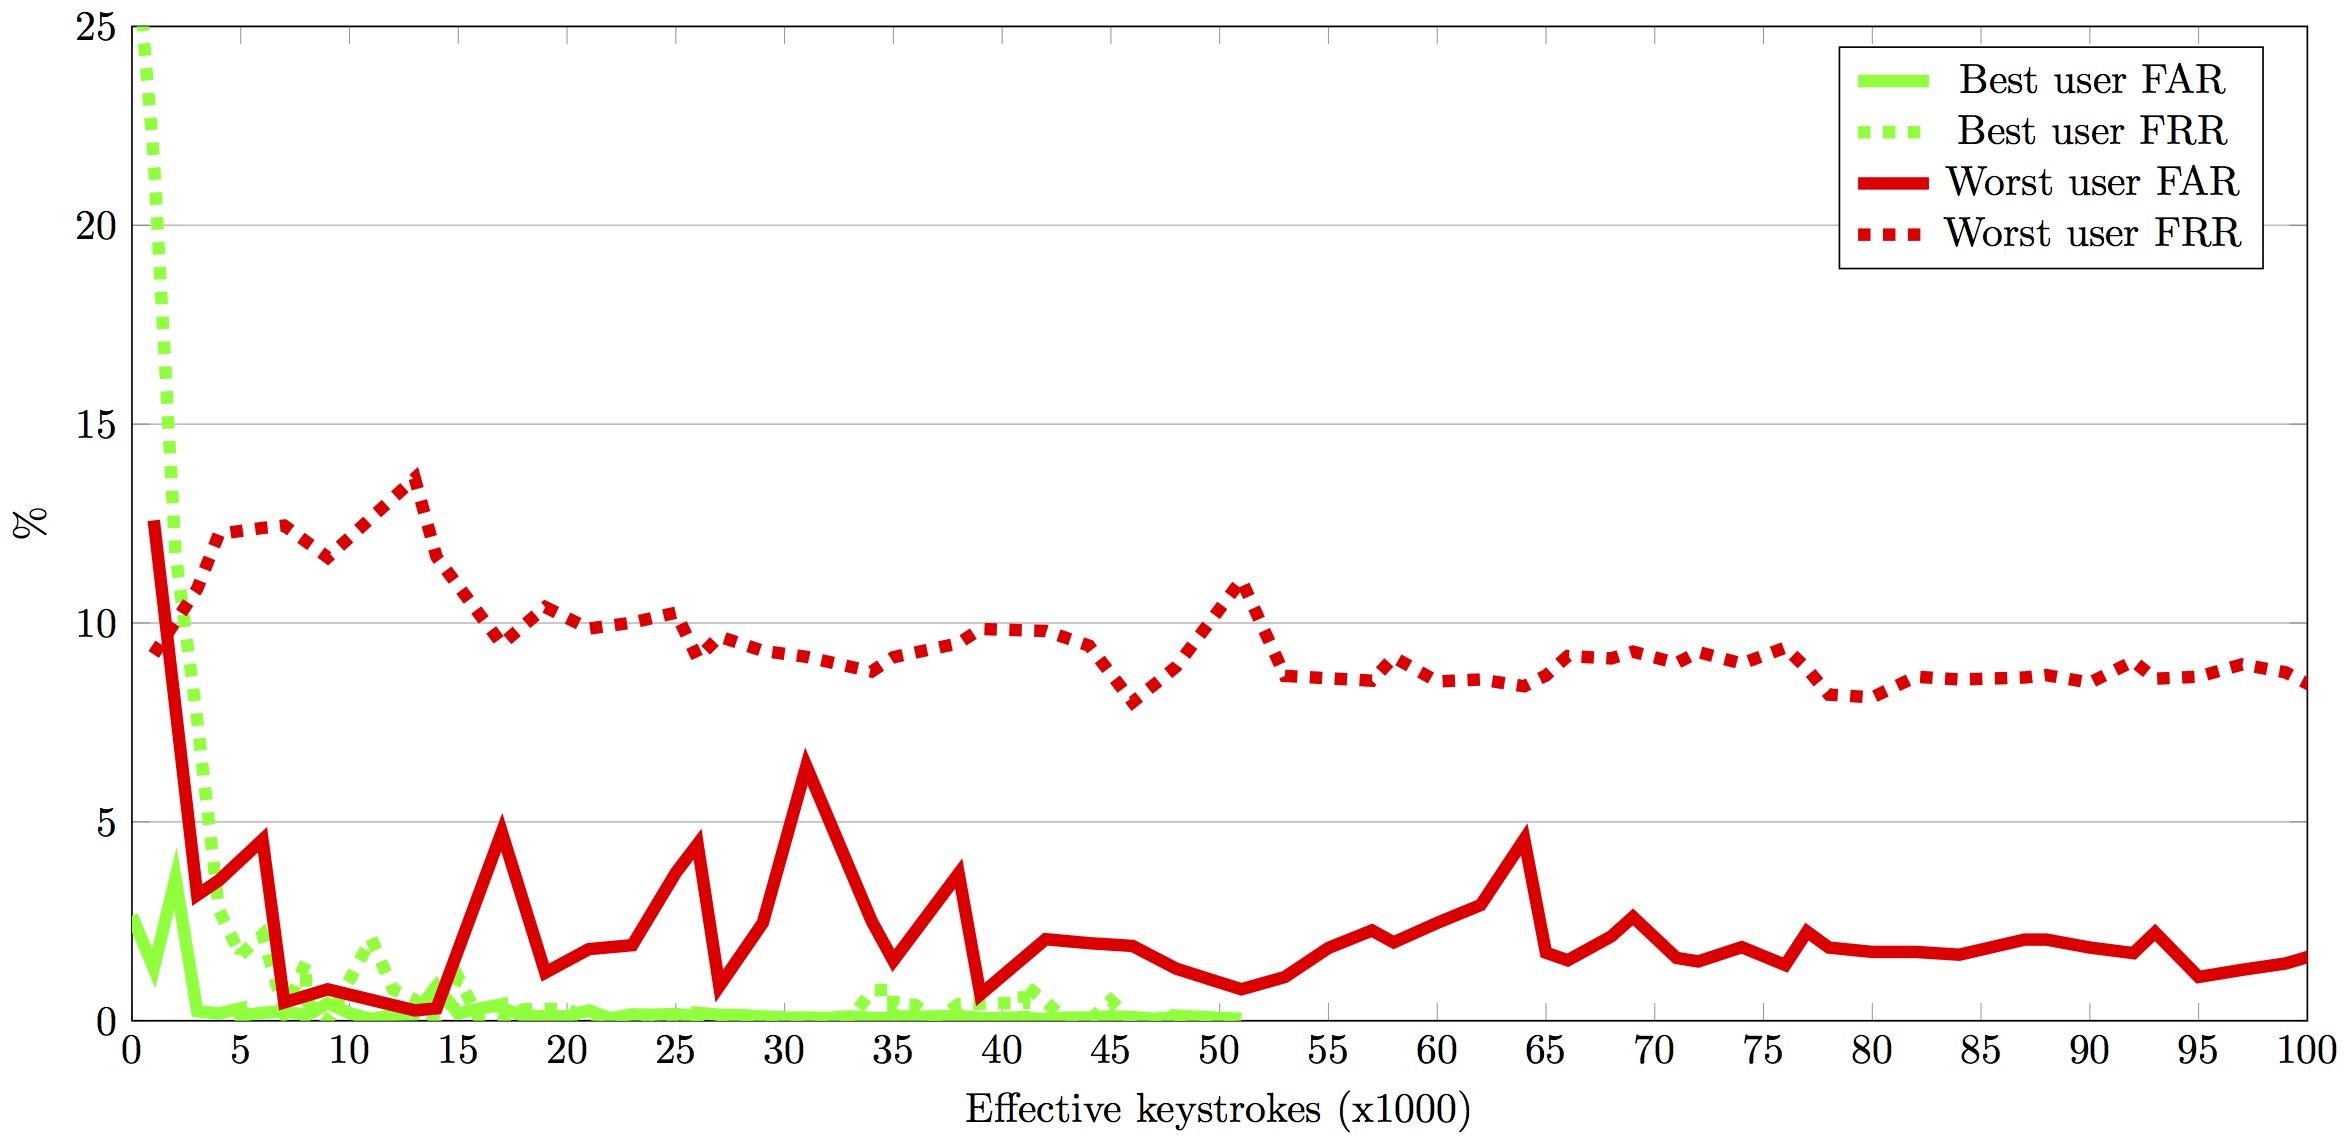 25
20
15
10
5
0
%
Best user FAR
Best user FRR
Worst user FAR
Worst user FRR
0 5 10 15 20 25 30 35 40 45 50 55 60 65 70 75 80 85 90 95 100
Effective keystrokes (x1000)